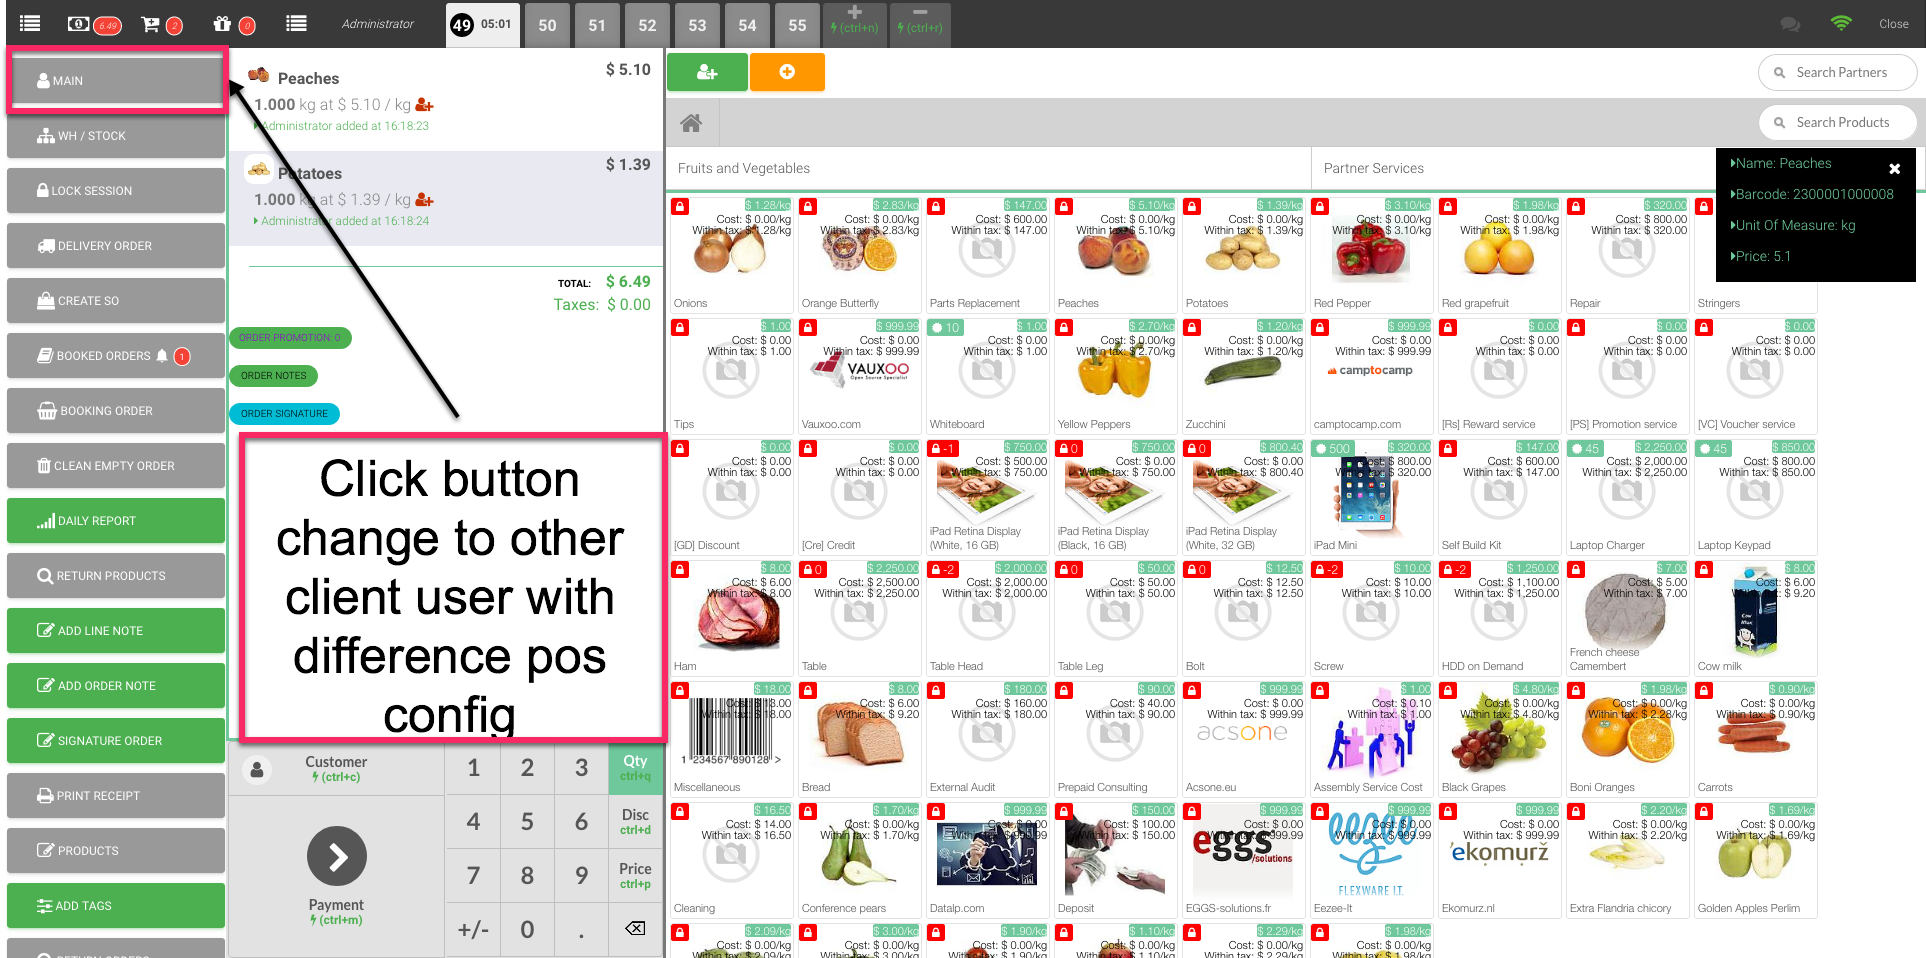 6.49
2
0
Administrator
49 05:01
50
51
52
53
54
55
(ctrl+n)
(ctrl+r)
Close
MAIN
WH / STOCK
LOCK SESSION
DELIVERY ORDER
CREATE SO
BOOKED ORDERS 1
BOOKING ORDER
CLEAN EMPTY ORDER
DAILY REPORT
RETURN PRODUCTS
ADD LINE NOTE
ADD ORDER NOTE
SIGNATURE ORDER
PRINT RECEIPT
PRODUCTS
ADD TAGS
Peaches $ 5.10
1.000 kg at $ 5.10 / kg
Administrator added at 16:18:23
Potatoes $ 1.39
1.000 kg at $ 1.39 / kg
Administrator added at 16:18:24
TOTAL: $ 6.49
Taxes: $ 0.00
ORDER PROMOTION: 0
ORDER NOTES
ORDER SIGNATURE
Click button
change to other
client user with
difference pos
config
Customer
(ctrl+c)
Payment
(ctrl+m)
1 2 3 Qty
ctrl+q
4 5 6 Disc
ctrl+d
7 8 9 Price
ctrl+p
+/- 0 .
Search Partners
Search Products
Fruits and Vegetables
Partner Services
Name: Peaches
Barcode: 2300001000008
Unit Of Measure: kg
Price: 5.1
$ 1.28/kg
Cost: $ 0.00/kg
Within tax: $ 1.28/kg
Onions
$ 2.83/kg
Cost: $ 0.00/kg
Within tax: $ 2.83/kg
Orange Butterfly
$ 147.00
Cost: $ 600.00
Within tax: $ 147.00
Parts Replacement
$ 5.10/kg
Cost: $ 0.00/kg
Within tax: $ 5.10/kg
Peaches
$ 1.39/kg
Cost: $ 0.00/kg
Within tax: $ 1.39/kg
Potatoes
$ 3.10/kg
Cost: $ 0.00/kg
Within tax: $ 3.10/kg
Red Pepper
$ 1.98/kg
Cost: $ 0.00/kg
Within tax: $ 1.98/kg
Red grapefruit
$ 320.00
Cost: $ 800.00
Within tax: $ 320.00
Repair
Stringers
$ 1.00
Cost: $ 0.00
Within tax: $ 1.00
Tips
$ 999.99
Cost: $ 0.00
Within tax: $ 999.99
VAUXOO
Open Source Specialist
Vauxoo.com
10 $ 1.00
Cost: $ 0.00
Within tax: $ 1.00
Whiteboard
$ 2.70/kg
Cost: $ 0.00/kg
Within tax: $ 2.70/kg
Yellow Peppers
$ 1.20/kg
Cost: $ 0.00/kg
Within tax: $ 1.20/kg
Zucchini
$ 999.99
Cost: $ 0.00
Within tax: $ 999.99
camptocamp
camptocamp.com
$ 0.00
Cost: $ 0.00
Within tax: $ 0.00
[Rs] Reward service
$ 0.00
Cost: $ 0.00
Within tax: $ 0.00
[PS] Promotion service
$ 0.00
Cost: $ 0.00
Within tax: $ 0.00
[VC] Voucher service
$ 0.00
Cost: $ 0.00
Within tax: $ 0.00
[GD] Discount
$ 0.00
Cost: $ 0.00
Within tax: $ 0.00
[Cre] Credit
-1 $ 750.00
Cost: $ 500.00
Within tax: $ 750.00
iPad Retina Display
(White, 16 GB)
0 $ 750.00
Cost: $ 0.00
Within tax: $ 750.00
iPad Retina Display
(Black, 16 GB)
0 $ 800.40
Cost: $ 0.00
Within tax: $ 800.40
iPad Retina Display
(White, 32 GB)
500 $ 320.00
Cost: $ 800.00
Within tax: $ 320.00
iPad Mini
$ 147.00
Cost: $ 600.00
Within tax: $ 147.00
Self Build Kit
45 $ 2,250.00
Cost: $ 2,000.00
Within tax: $ 2,250.00
Laptop Charger
45 $ 850.00
Cost: $ 800.00
Within tax: $ 850.00
Laptop Keypad
$ 8.00
Cost: $ 6.00
Within tax: $ 8.00
Ham
0 $ 2,250.00
Cost: $ 2,500.00
Within tax: $ 2,250.00
Table
-2 $ 2,000.00
Cost: $ 2,000.00
Within tax: $ 2,000.00
Table Head
0 $ 50.00
Cost: $ 50.00
Within tax: $ 50.00
Table Leg
0 $ 12.50
Cost: $ 12.50
Within tax: $ 12.50
Bolt
-2 $ 10.00
Cost: $ 10.00
Within tax: $ 10.00
Screw
-2 $ 1,250.00
Cost: $ 1,100.00
Within tax: $ 1,250.00
HDD on Demand
$ 7.00
Cost: $ 5.00
Within tax: $ 7.00
French cheese
Camembert
$ 8.00
Cost: $ 6.00
Within tax: $ 9.20
Cow milk
$ 18.00
Cost: $ 13.00
Within tax: $ 18.00
1 234567 890128 >
Miscellaneous
$ 8.00
Cost: $ 6.00
Within tax: $ 9.20
Bread
$ 180.00
Cost: $ 160.00
Within tax: $ 180.00
External Audit
$ 90.00
Cost: $ 40.00
Within tax: $ 90.00
Prepaid Consulting
$ 999.99
Cost: $ 0.00
Within tax: $ 999.99
acsone
Acsone.eu
$ 1.00
Cost: $ 0.10
Within tax: $ 1.00
Assembly Service Cost
$ 4.80/kg
Cost: $ 0.00/kg
Within tax: $ 4.80/kg
Black Grapes
$ 1.98/kg
Cost: $ 0.00/kg
Within tax: $ 2.28/kg
Boni Oranges
$ 0.90/kg
Cost: $ 0.00/kg
Within tax: $ 0.90/kg
Carrots
$ 16.50
Cost: $ 14.00
Within tax: $ 16.50
Cleaning
$ 1.70/kg
Cost: $ 0.00/kg
Within tax: $ 1.70/kg
Conference pears
$ 999.99
Cost: $ 0.00
Within tax: $ 999.99
Datalp.com
$ 150.00
Cost: $ 100.00
Within tax: $ 150.00
Deposit
$ 999.99
Cost: $ 0.00
Within tax: $ 999.99
eggs
/solutions
EGGS-solutions.fr
$ 999.99
Cost: $ 0.00
Within tax: $ 999.99
eezee
FLEXWARE I.T.
Eezee-It
$ 999.99
Cost: $ 0.00
Within tax: $ 999.99
ekomurz
Ekomurz.nl
$ 2.20/kg
Cost: $ 0.00/kg
Within tax: $ 2.20/kg
Extra Flandria chicory
$ 1.69/kg
Cost: $ 0.00/kg
Within tax: $ 1.69/kg
Golden Apples Perlim
$ 2.09/kg
Cost: $ 0.00/kg
Within tax: $ 2.09/kg
$ 3.00/kg
Cost: $ 0.00/kg
Within tax: $ 3.00/kg
$ 1.90/kg
Cost: $ 0.00/kg
Within tax: $ 1.90/kg
$ 1.10/kg
Cost: $ 0.00/kg
Within tax: $ 1.10/kg
$ 2.29/kg
Cost: $ 0.00/kg
Within tax: $ 2.29/kg
$ 1.98/kg
Cost: $ 0.00/kg
Within tax: $ 1.98/kg